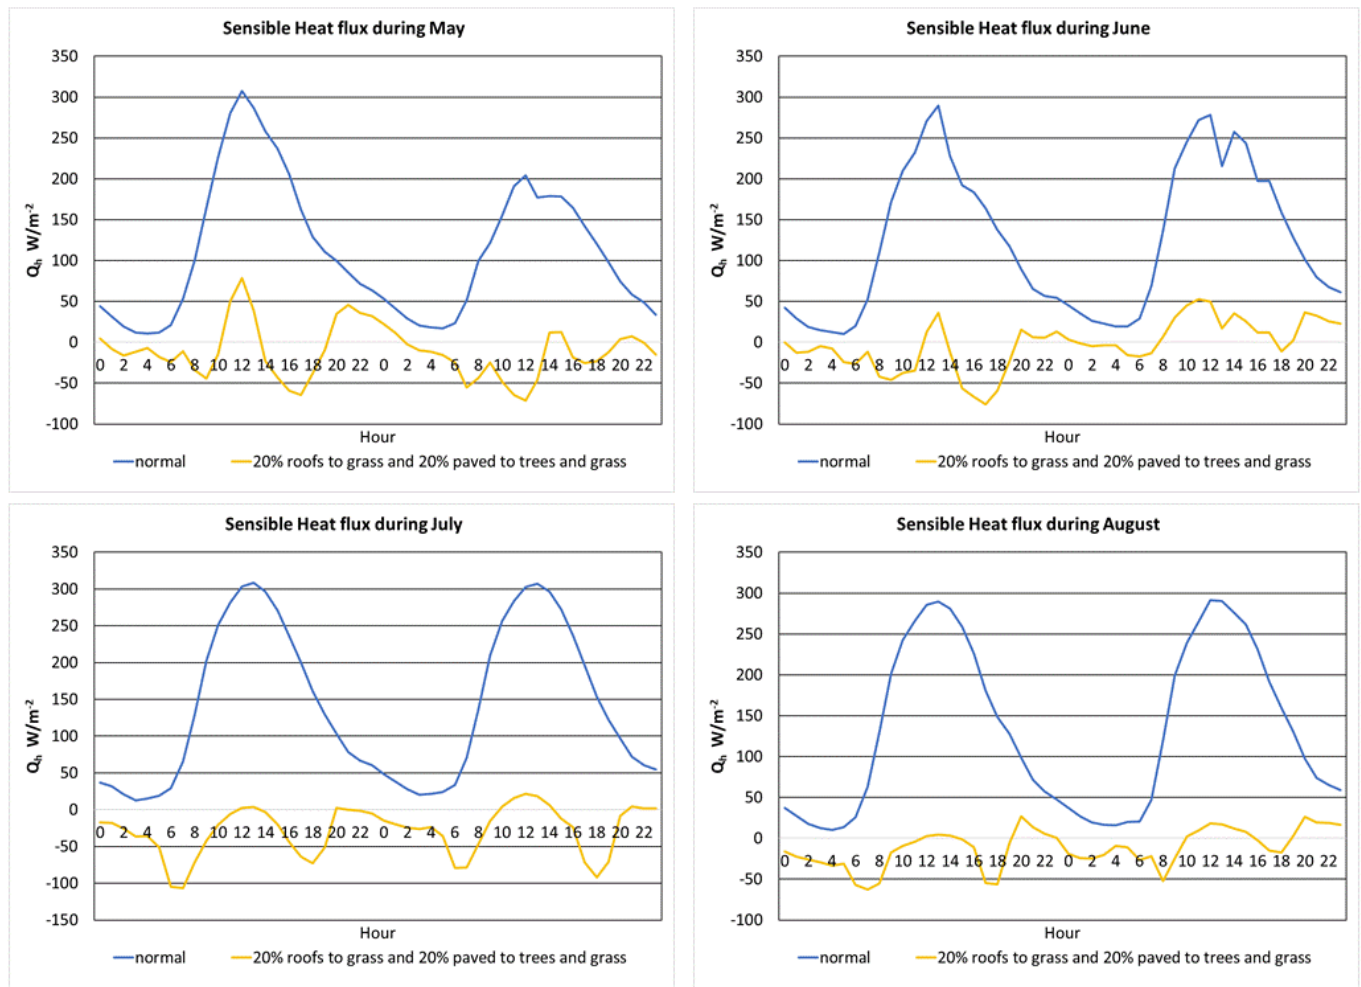 Sensible Heat flux during May
350
300
250
200
150
100
50
0
-50
-100
Qh W/m-2
0 2 4 6 8 10 12 14 16 18 20 22 0 2 4 6 8 10 12 14 16 18 20 22
Hour
normal 20% roofs to grass and 20% paved to trees and grass
Sensible Heat flux during June
350
300
250
200
150
100
50
0
-50
-100
Qh W/m-2
0 2 4 6 8 10 12 14 16 18 20 22 0 2 4 6 8 10 12 14 16 18 20 22
Hour
normal 20% roofs to grass and 20% paved to trees and grass
Sensible Heat flux during July
350
300
250
200
150
100
50
0
-50
-100
-150
Qh W/m-2
0 2 4 6 8 10 12 14 16 18 20 22 0 2 4 6 8 10 12 14 16 18 20 22
Hour
normal 20% roofs to grass and 20% paved to trees and grass
Sensible Heat flux during August
350
300
250
200
150
100
50
0
-50
-100
Qh W/m-2
0 2 4 6 8 10 12 14 16 18 20 22 0 2 4 6 8 10 12 14 16 18 20 22
Hour
normal 20% roofs to grass and 20% paved to trees and grass